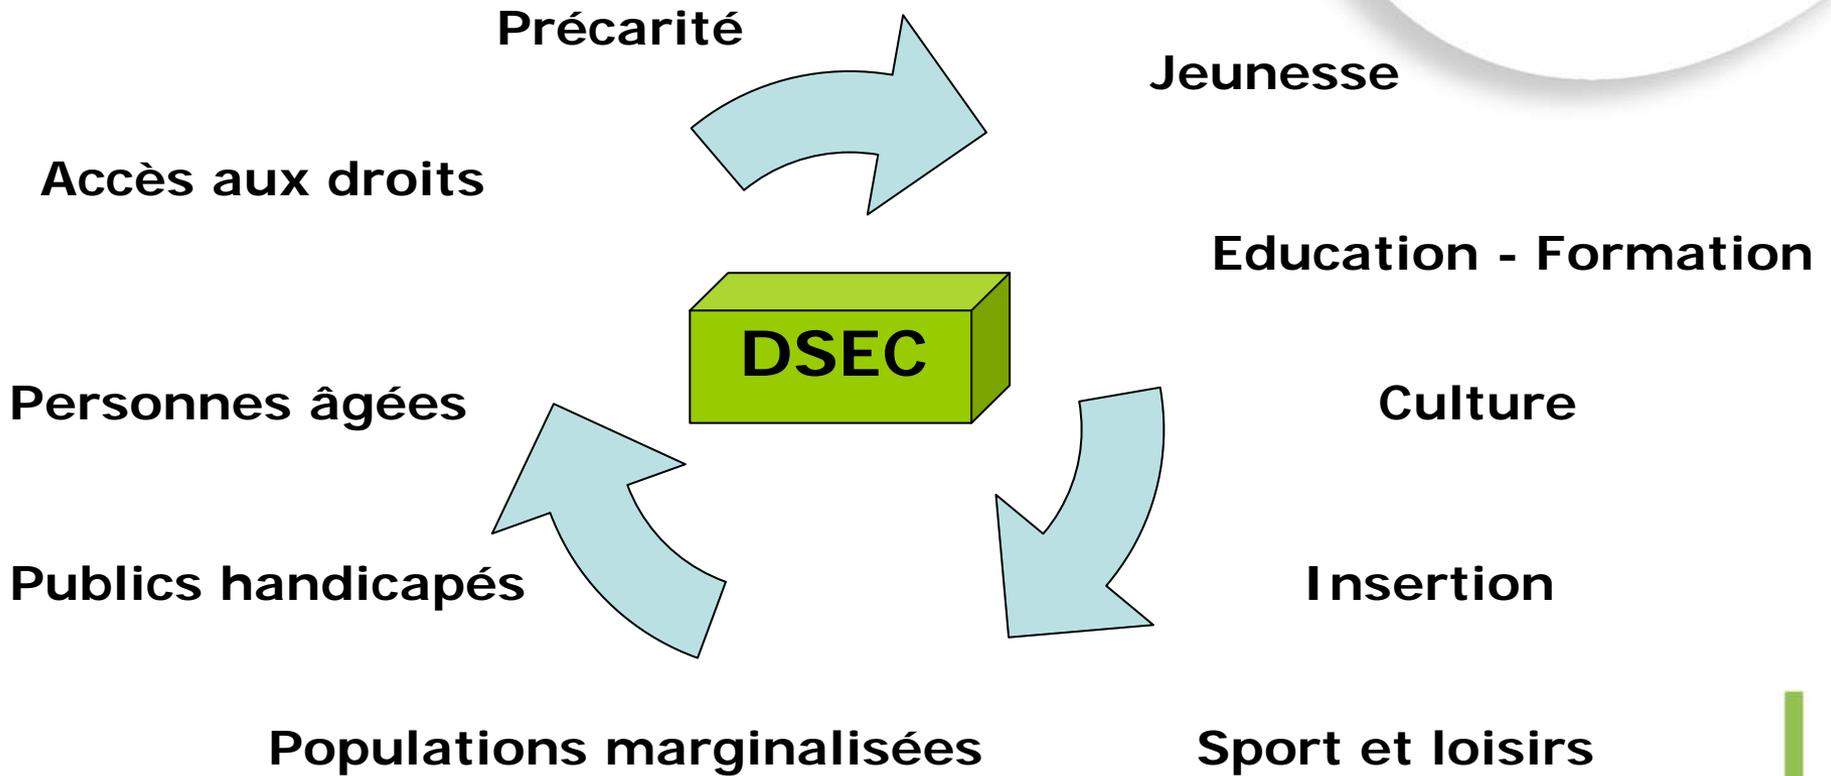 Précarité
Jeunesse
Accès aux droits
Education - Formation
DSEC
Personnes âgées
Culture
Publics handicapés
Insertion
Populations marginalisées
Sport et loisirs